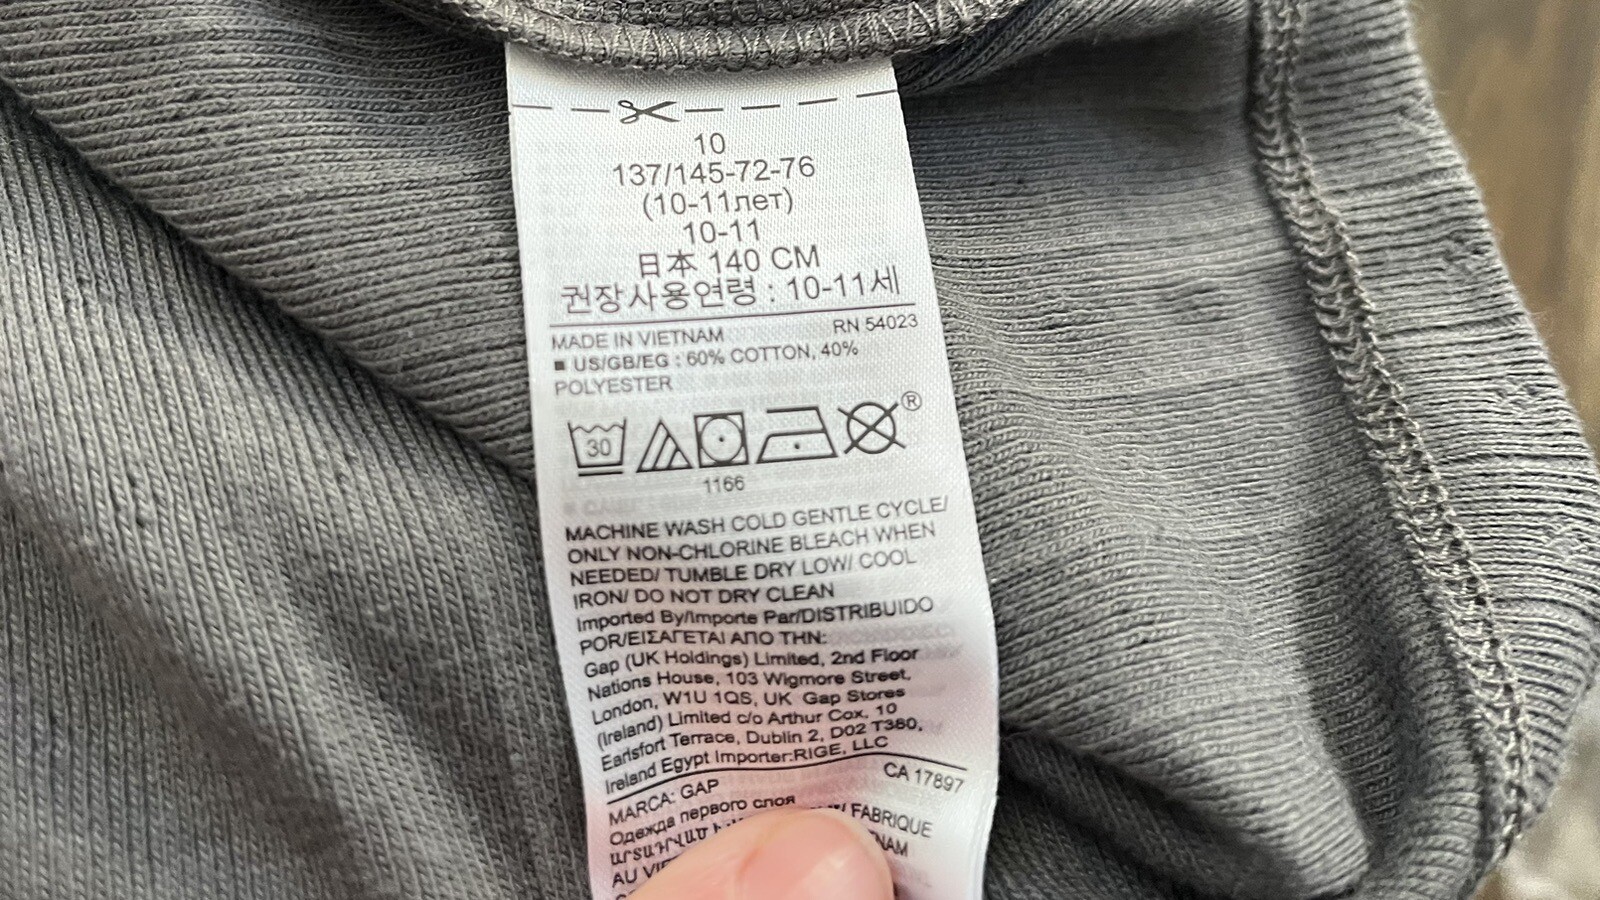 10
137/145-72-76
(10-11лет)
10-11
日本 140 CM
권장사용연령 : 10-11세
MADE IN VIETNAM RN 54023
US/GB/EG : 60% COTTON, 40%
POLYESTER
30 ®
1166
MACHINE WASH COLD GENTLE CYCLE/
ONLY NON-CHLORINE BLEACH WHEN
NEEDED/ TUMBLE DRY LOW/ COOL
IRON/ DO NOT DRY CLEAN
Imported By/Importe Par/DISTRIBUIDO
POR/ΕΙΣΑΓΕΤΑΙ ΑΠΟ ΤΗΝ:
Gap (UK Holdings) Limited, 2nd Floor
Nations House, 103 Wigmore Street,
London, W1U 1QS, UK Gap Stores
(Ireland) Limited c/o Arthur Cox, 10
Earlsfort Terrace, Dublin 2, D02 T380,
Ireland Egypt Importer:RIGE, LLC
CA 17897
MARCA: GAP
Одежда первого слоя
FABRIQUE
AU